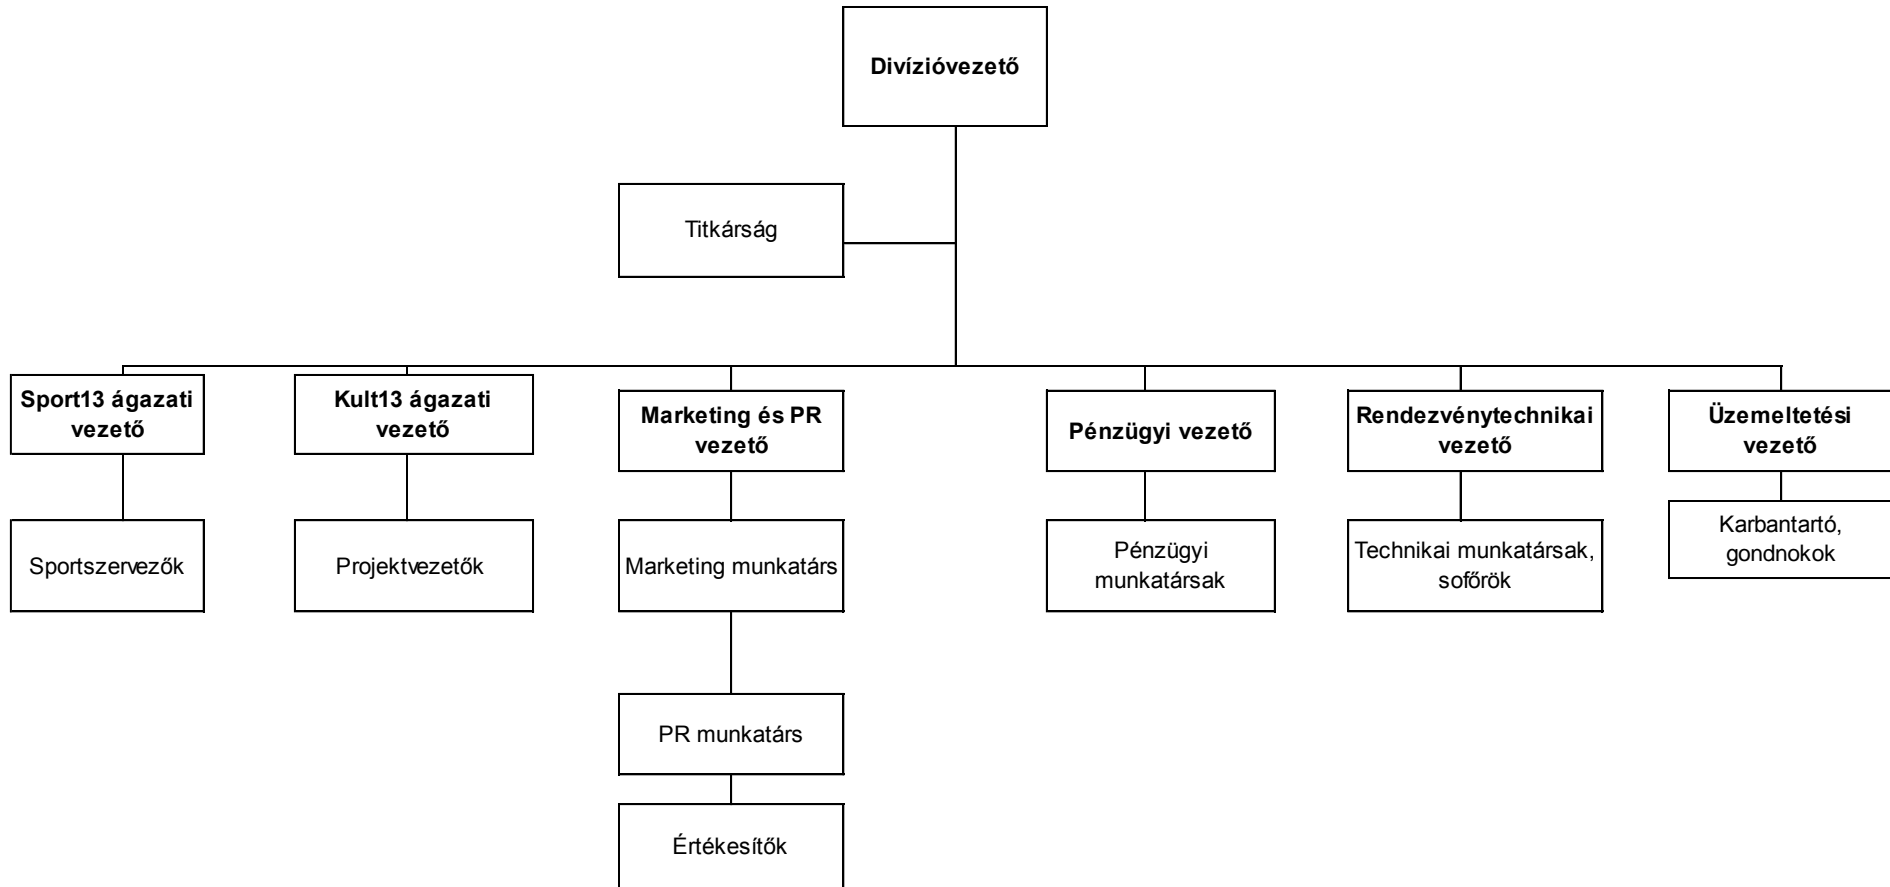 Divízióvezető
Titkárság
Sport13 ágazati
vezető
Kult13 ágazati
vezető
Marketing és PR
vezető
Pénzügyi vezető
Rendezvénytechnikai
vezető
Üzemeltetési
vezető
Sportszervezők
Projektvezetők
Marketing munkatárs
Pénzügyi
munkatársak
Technikai munkatársak,
sofőrök
Karbantartó,
gondnokok
PR munkatárs
Értékesítők